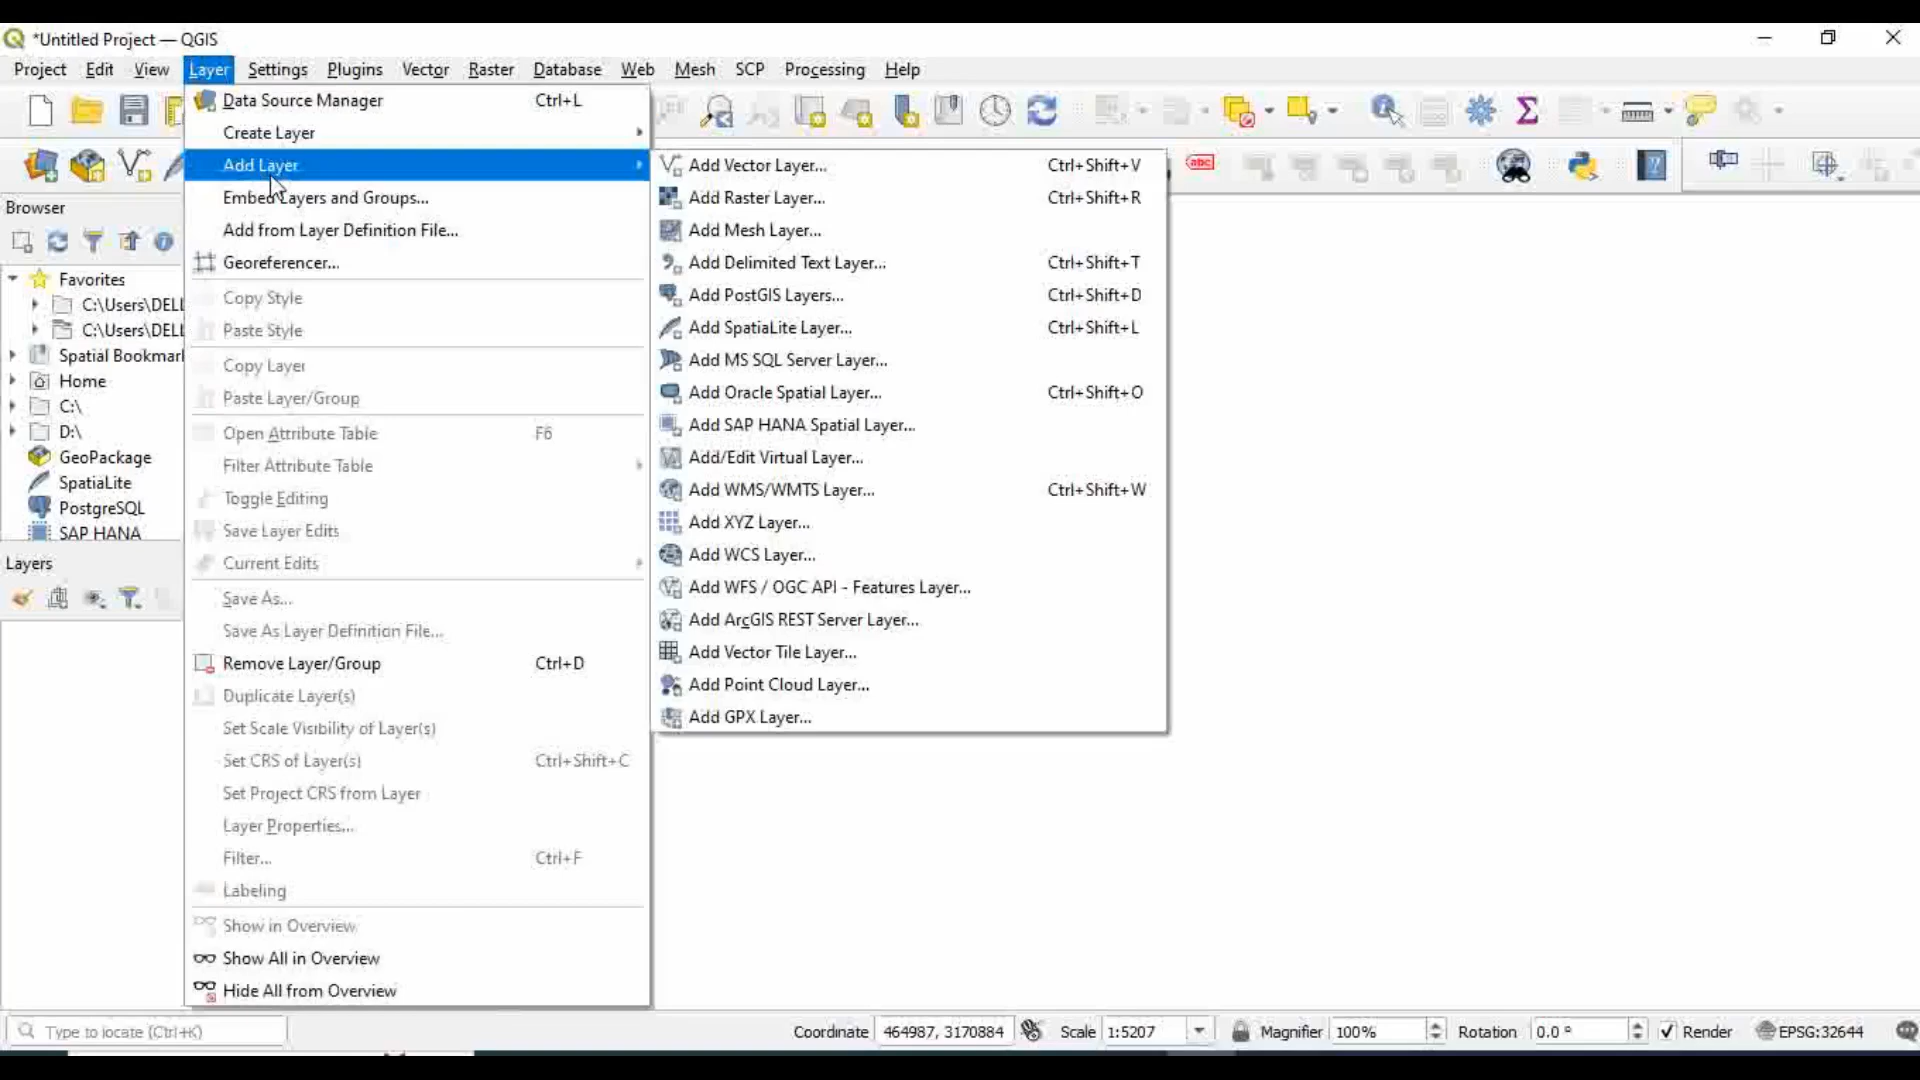 *Untitled Project — QGIS
Project Edit View Layer Settings Plugins Vector Raster Database Web Mesh SCP Processing Help
Data Source Manager Ctrl+L
Create Layer
Add Layer
Embed Layers and Groups...
Add from Layer Definition File...
Georeferencer...
Copy Style
Paste Style
Copy Layer
Paste Layer/Group
Open Attribute Table F6
Filter Attribute Table
Toggle Editing
Save Layer Edits
Current Edits
Save As...
Save As Layer Definition File...
Remove Layer/Group Ctrl+D
Duplicate Layer(s)
Set Scale Visibility of Layer(s)
Set CRS of Layer(s) Ctrl+Shift+C
Set Project CRS from Layer
Layer Properties...
Filter... Ctrl+F
Labeling
Show in Overview
Show All in Overview
Hide All from Overview
Add Vector Layer... Ctrl+Shift+V
Add Raster Layer... Ctrl+Shift+R
Add Mesh Layer...
Add Delimited Text Layer... Ctrl+Shift+T
Add PostGIS Layers... Ctrl+Shift+D
Add SpatiaLite Layer... Ctrl+Shift+L
Add MS SQL Server Layer...
Add Oracle Spatial Layer... Ctrl+Shift+O
Add SAP HANA Spatial Layer...
Add/Edit Virtual Layer...
Add WMS/WMTS Layer... Ctrl+Shift+W
Add XYZ Layer...
Add WCS Layer...
Add WFS / OGC API - Features Layer...
Add ArcGIS REST Server Layer...
Add Vector Tile Layer...
Add Point Cloud Layer...
Add GPX Layer...
abc
Browser
Favorites
C:\Users\DELL
C:\Users\DELL
Spatial Bookmarl
Home
C:\
D:\
GeoPackage
SpatiaLite
PostgreSQL
SAP HANA
Layers
Type to locate (Ctrl+K)
Coordinate 464987, 3170884 Scale 1:5207 Magnifier 100% Rotation 0.0 ° Render EPSG:32644